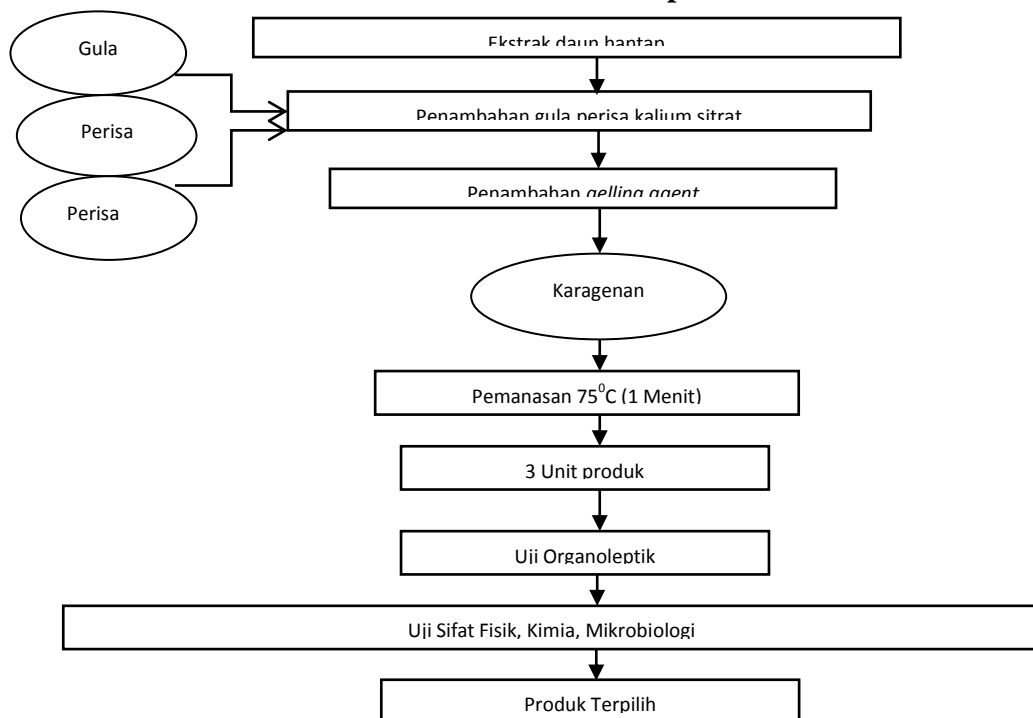 Gula
Ekstrak daun hantap
Perisa
Penambahan gula perisa kalium sitrat
Perisa
Penambahan gelling agent
Karagenan
Pemanasan 75⁰C (1 Menit)
3 Unit produk
Uji Organoleptik
Uji Sifat Fisik, Kimia, Mikrobiologi
Produk Terpilih